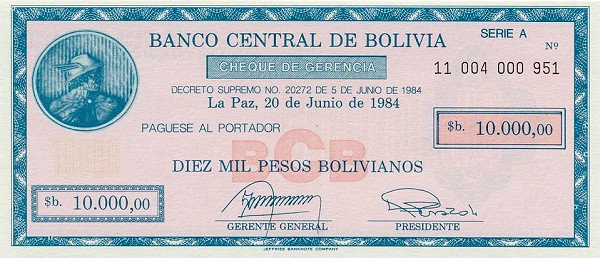 BANCO CENTRAL DE BOLIVIA
SERIE A
Nº
CHEQUE DE GERENCIA
11 004 000 951
DECRETO SUPREMO NO. 20272 DE 5 DE JUNIO DE 1984
La Paz, 20 de Junio de 1984
PAGUESE AL PORTADOR
$b. 10.000,00
BCB
DIEZ MIL PESOS BOLIVIANOS
$b. 10.000,00
GERENTE GENERAL
PRESIDENTE
JEFFRIES BANKNOTE COMPANY